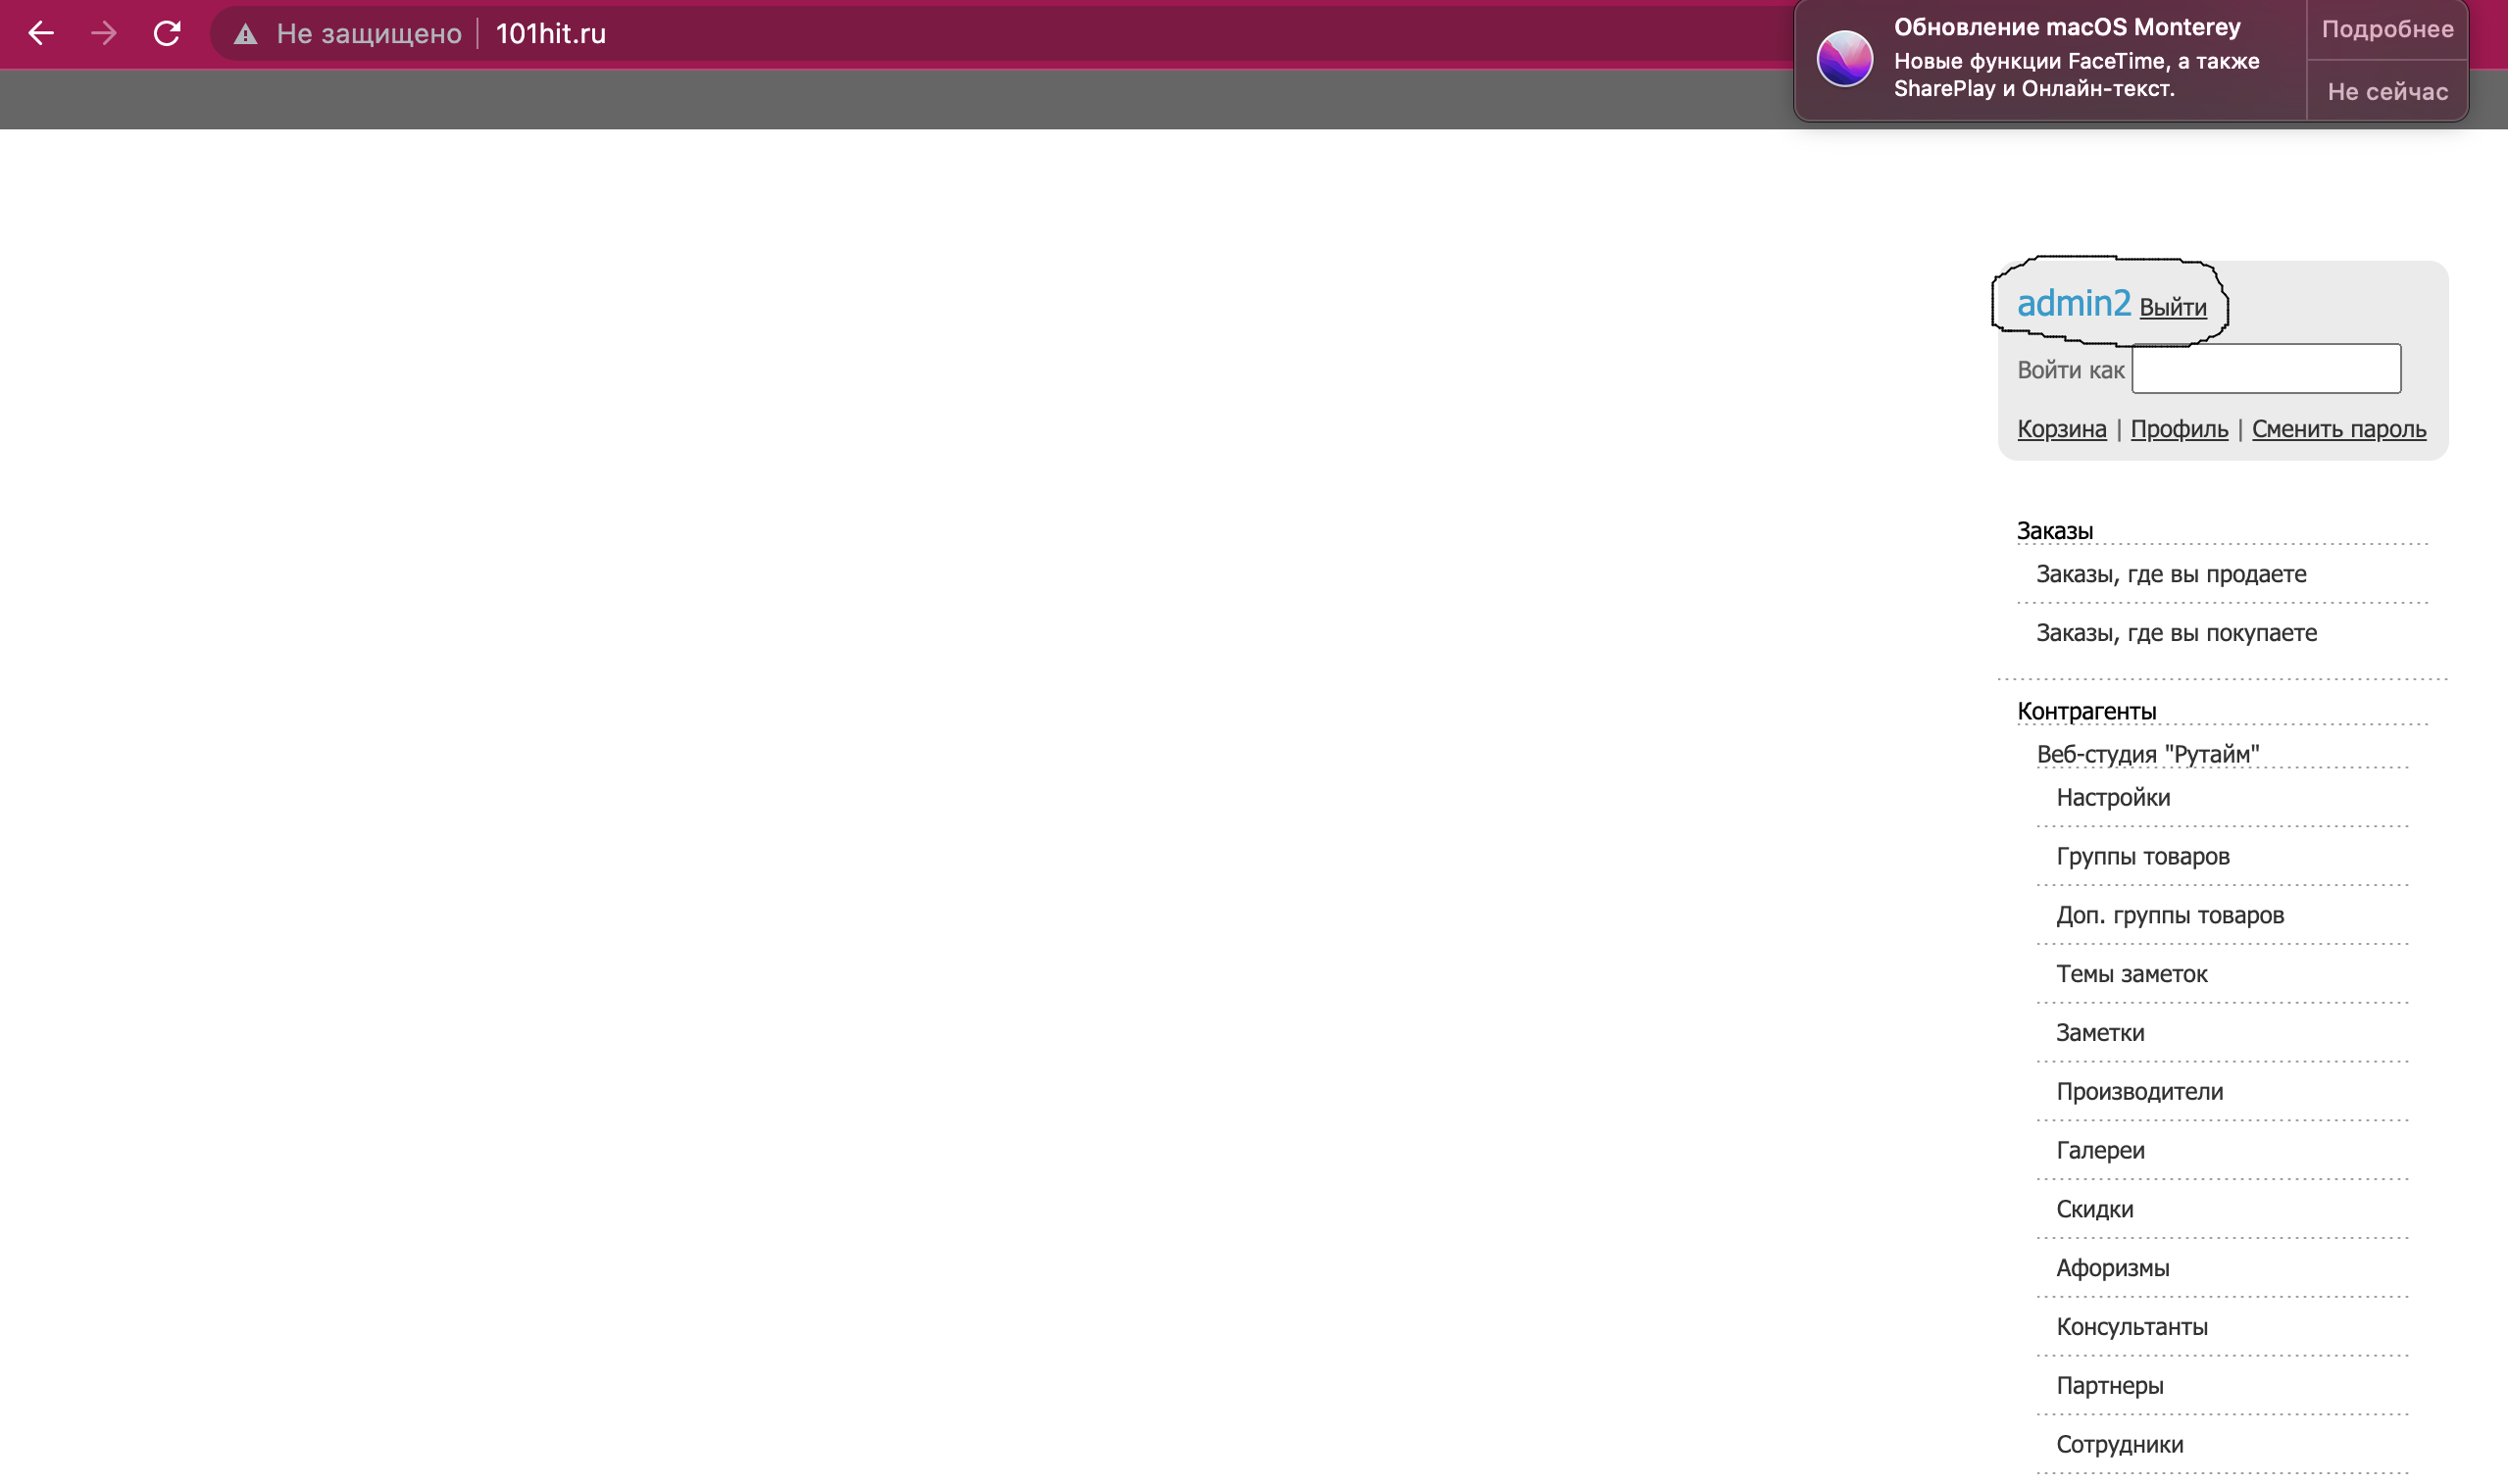 Не защищено | 101hit.ru
Обновление macOS Monterey
Новые функции FaceTime, а также
SharePlay и Онлайн-текст.
Подробнее
Не сейчас
admin2 Выйти
Войти как
Корзина | Профиль | Сменить пароль
Заказы
Заказы, где вы продаете
Заказы, где вы покупаете
Контрагенты
Веб-студия "Рутайм"
Настройки
Группы товаров
Доп. группы товаров
Темы заметок
Заметки
Производители
Галереи
Скидки
Афоризмы
Консультанты
Партнеры
Сотрудники